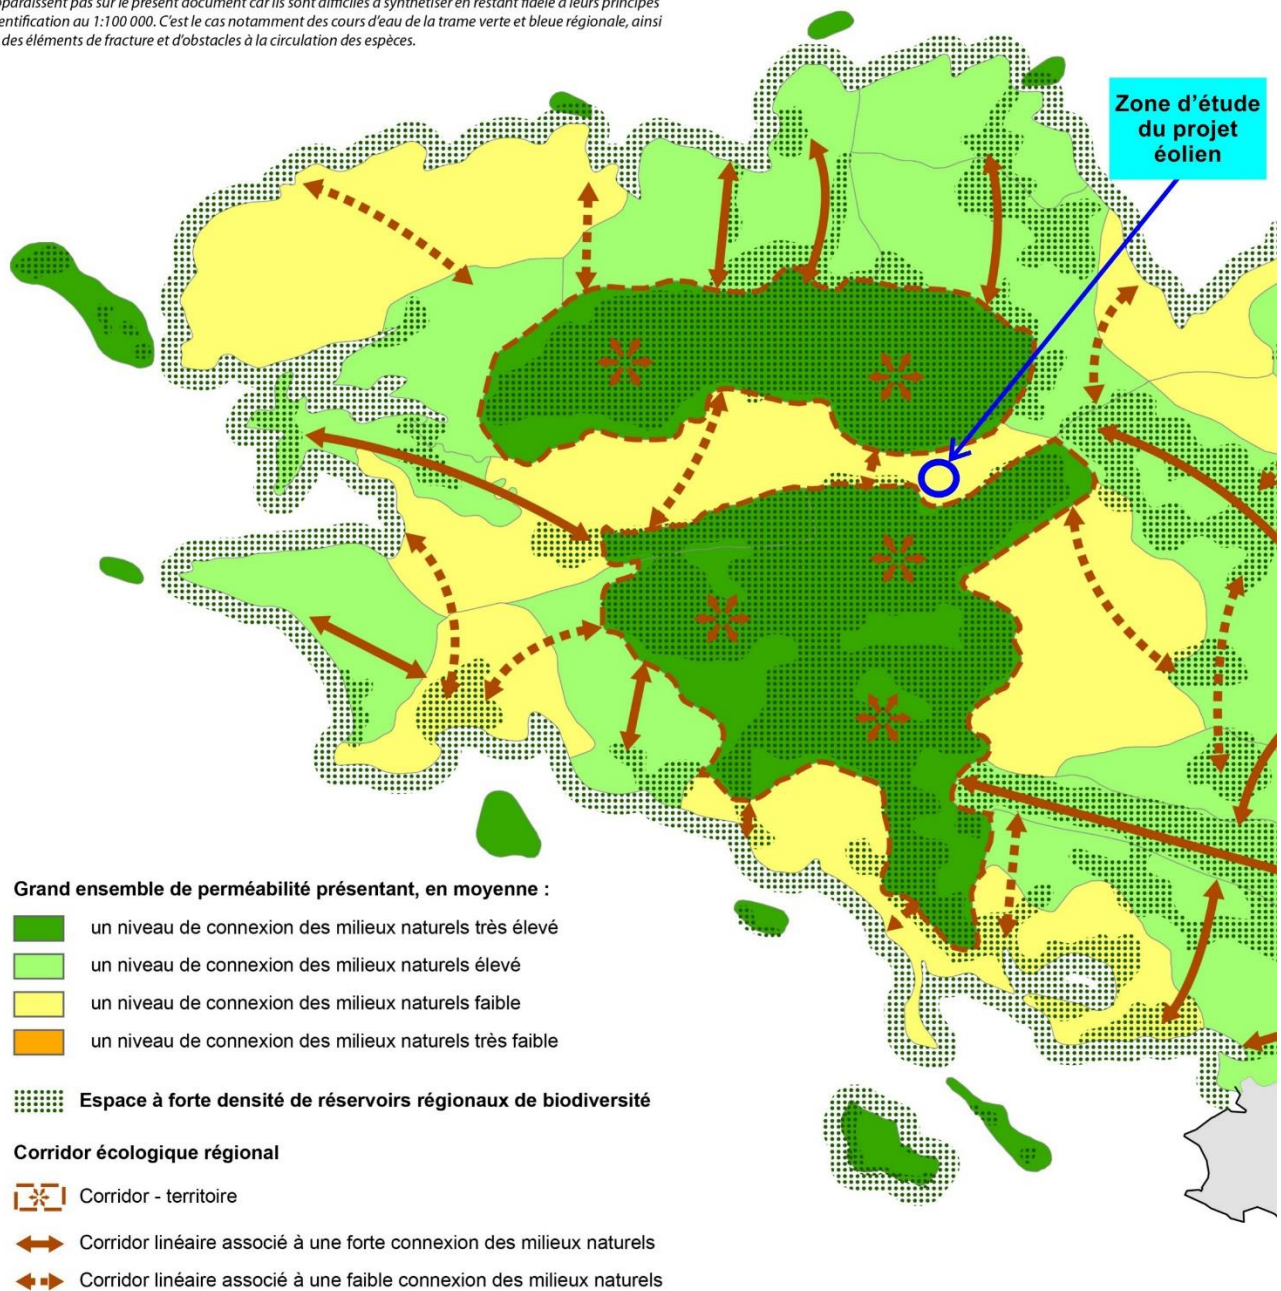 apparaissent pas sur le présent document car ils sont difficiles à synthétiser en restant fidèle à leurs principes
entification au 1:100 000. C'est le cas notamment des cours d'eau de la trame verte et bleue régionale, ainsi
des éléments de fracture et d'obstacles à la circulation des espèces.
Zone d'étude
du projet
éolien
Grand ensemble de perméabilité présentant, en moyenne :
un niveau de connexion des milieux naturels très élevé
un niveau de connexion des milieux naturels élevé
un niveau de connexion des milieux naturels faible
un niveau de connexion des milieux naturels très faible
Espace à forte densité de réservoirs régionaux de biodiversité
Corridor écologique régional
Corridor - territoire
Corridor linéaire associé à une forte connexion des milieux naturels
Corridor linéaire associé à une faible connexion des milieux naturels